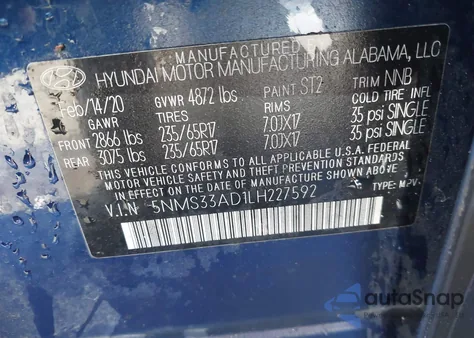 MANUFACTURED BY
HYUNDAI MOTOR MANUFACTURING ALABAMA, LLC
Feb/14/20 GVWR 4872 lbs PAINT ST2 TRIM NNB
GAWR TIRES RIMS COLD TIRE INFL
FRONT 2866 lbs 235/65R17 7.0JX17 35 psi SINGLE
REAR 3075 lbs 235/65R17 7.0JX17 35 psi SINGLE
THIS VEHICLE CONFORMS TO ALL APPLICABLE U.S. FEDERAL
MOTOR VEHICLE SAFETY AND THEFT PREVENTION STANDARDS
IN EFFECT ON THE DATE OF MANUFACTURE SHOWN ABOVE.
V.I.N 5NMS33AD1LH227592 TYPE: M.P.V
autoSnap